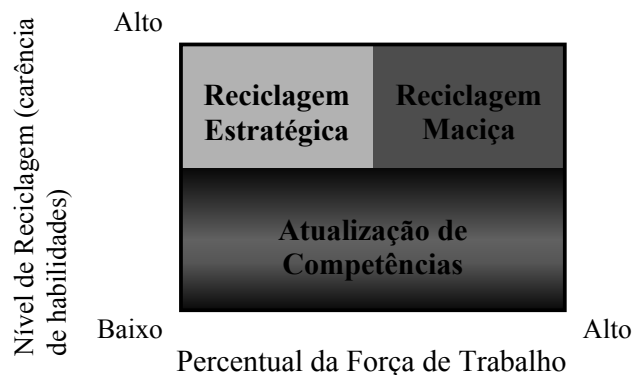 Alto
Nível de Reciclagem (carência
de habilidades)
Reciclagem
Estratégica
Reciclagem
Maciça
Atualização de
Competências
Baixo
Alto
Percentual da Força de Trabalho